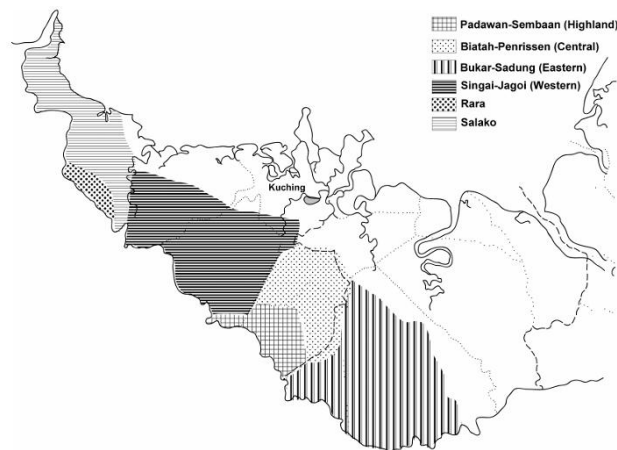 Padawan-Sembaan (Highland)
Biatah-Penrissen (Central)
Bukar-Sadung (Eastern)
Singai-Jagoi (Western)
Rara
Salako
Kuching